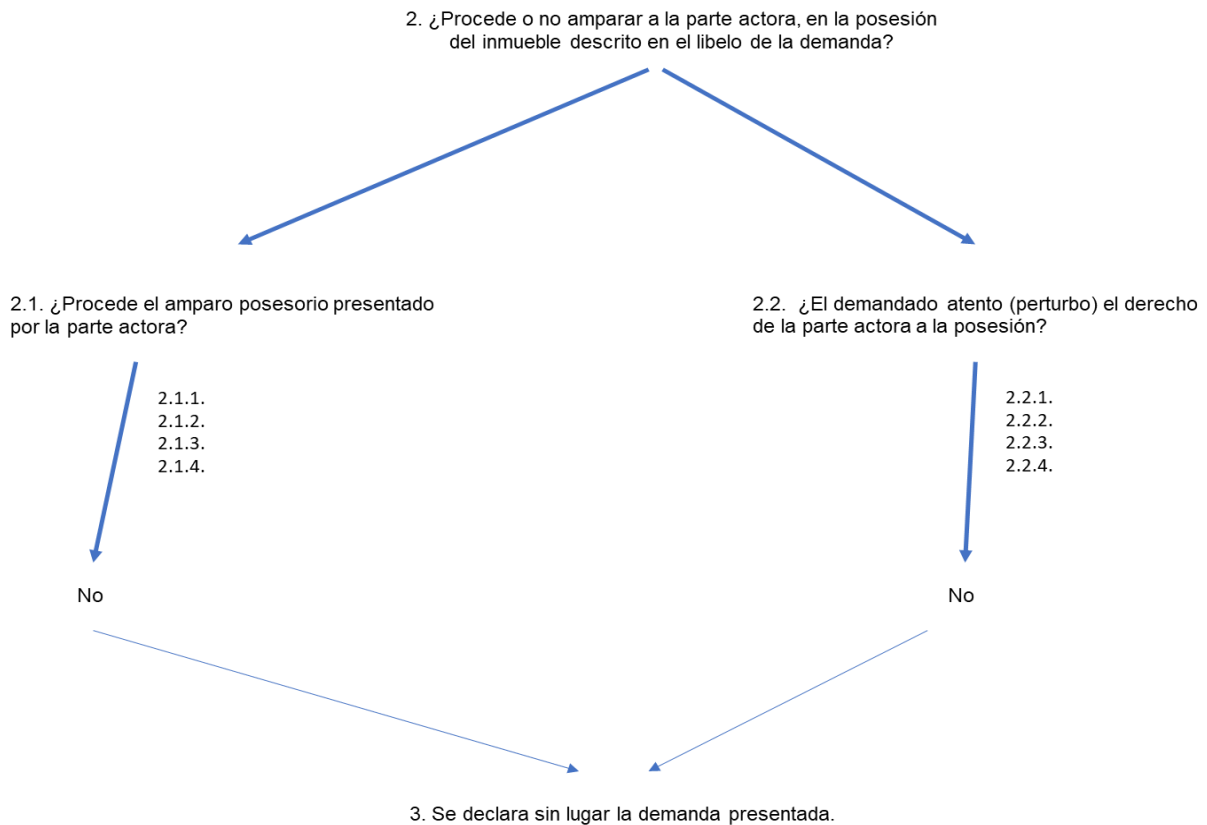 2. ¿Procede o no amparar a la parte actora, en la posesión
del inmueble descrito en el libelo de la demanda?
2.1. ¿Procede el amparo posesorio presentado
por la parte actora?
2.2. ¿El demandado atento (perturbo) el derecho
de la parte actora a la posesión?
2.1.1.
2.1.2.
2.1.3.
2.1.4.
2.2.1.
2.2.2.
2.2.3.
2.2.4.
No
No
3. Se declara sin lugar la demanda presentada.